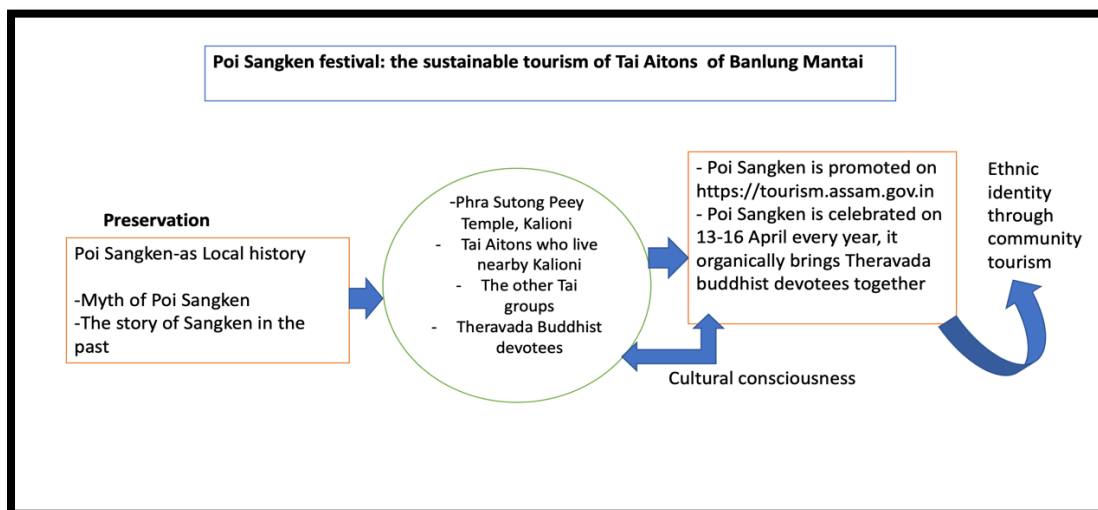 Poi Sangken festival: the sustainable tourism of Tai Aitons of Banlung Mantai
Preservation
Poi Sangken-as Local history
-Myth of Poi Sangken
-The story of Sangken in the
past
-Phra Sutong Peey
Temple, Kalioni
- Tai Aitons who live
nearby Kalioni
- The other Tai
groups
- Theravada Buddhist
devotees
- Poi Sangken is promoted on
https://tourism.assam.gov.in
- Poi Sangken is celebrated on
13-16 April every year, it
organically brings Theravada
buddhist devotees together
Cultural consciousness
Ethnic
identity
through
community
tourism